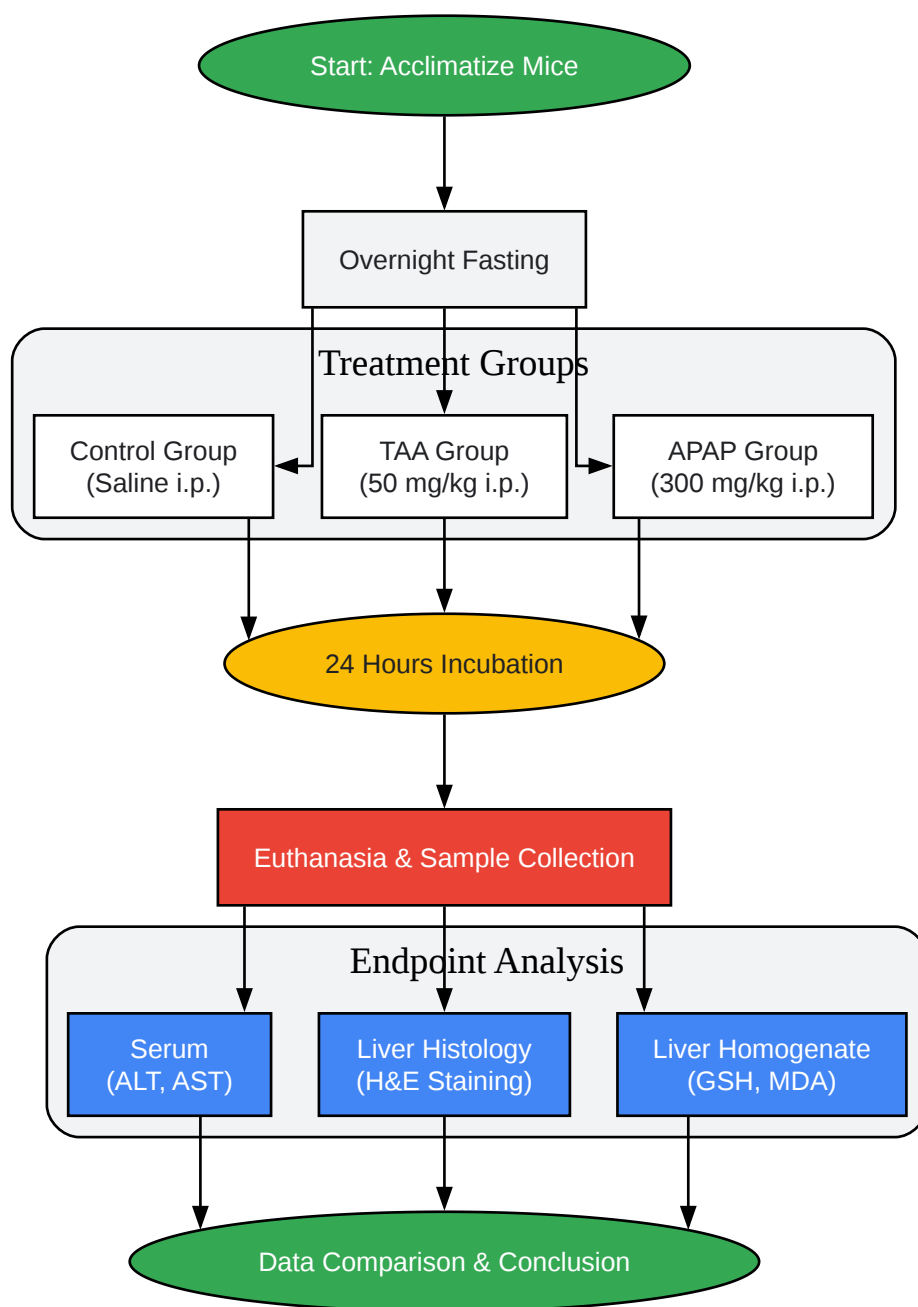 Start: Acclimatize Mice
Overnight Fasting
Treatment Groups
Control Group
(Saline i.p.)
TAA Group
(50 mg/kg i.p.)
APAP Group
(300 mg/kg i.p.)
24 Hours Incubation
Euthanasia & Sample Collection
Endpoint Analysis
Serum
(ALT, AST)
Liver Histology
(H&E Staining)
Liver Homogenate
(GSH, MDA)
Data Comparison & Conclusion